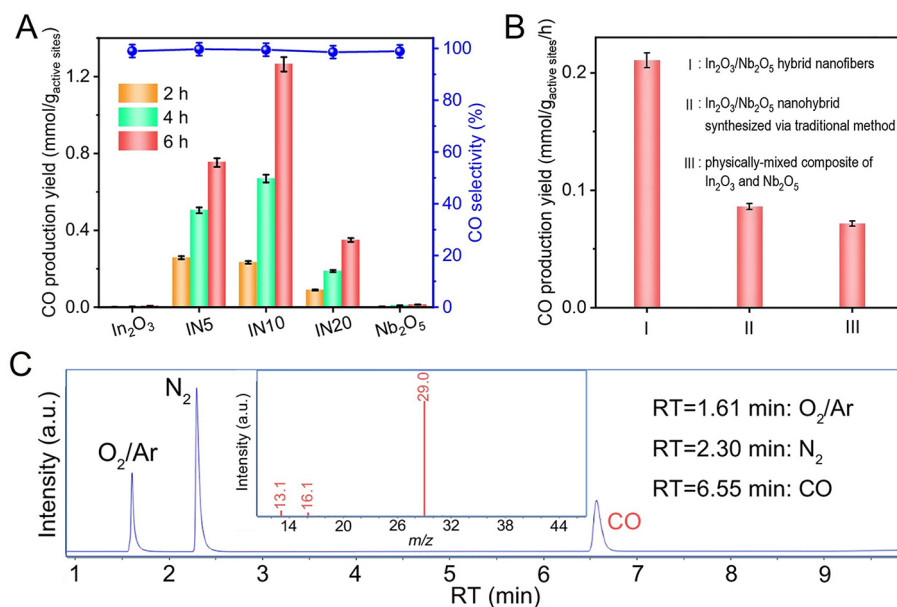 A
CO production yield (mmol/g_active sites)
1.2
0.8
0.4
0.0
2 h
4 h
6 h
In₂O₃
IN5
IN10
IN20
Nb₂O₅
100
80
60
40
20
0
CO selectivity (%)
B
CO production yield (mmol/g_active sites/h)
0.2
0.1
0.0
I : In₂O₃/Nb₂O₅ hybrid nanofibers
II : In₂O₃/Nb₂O₅ nanohybrid
synthesized via traditional method
III : physically-mixed composite of
In₂O₃ and Nb₂O₅
I
II
III
C
Intensity (a.u.)
O₂/Ar
N₂
Intensity (a.u.)
13.1
16.1
29.0
14
20
26
32
38
44
m/z
RT=1.61 min: O₂/Ar
RT=2.30 min: N₂
RT=6.55 min: CO
CO
1
2
3
4
5
6
7
8
9
RT (min)